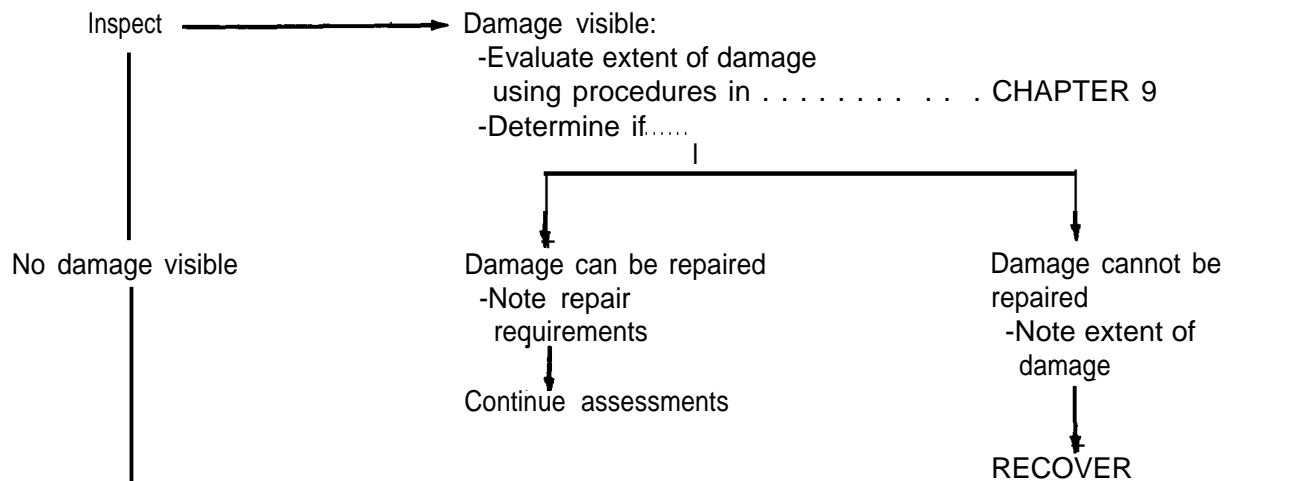 Inspect
Damage visible:
-Evaluate extent of damage
using procedures in . . . . . . . . . . . . CHAPTER 9
-Determine if......
No damage visible
Damage can be repaired
-Note repair
requirements
Continue assessments
Damage cannot be
repaired
-Note extent of
damage
RECOVER